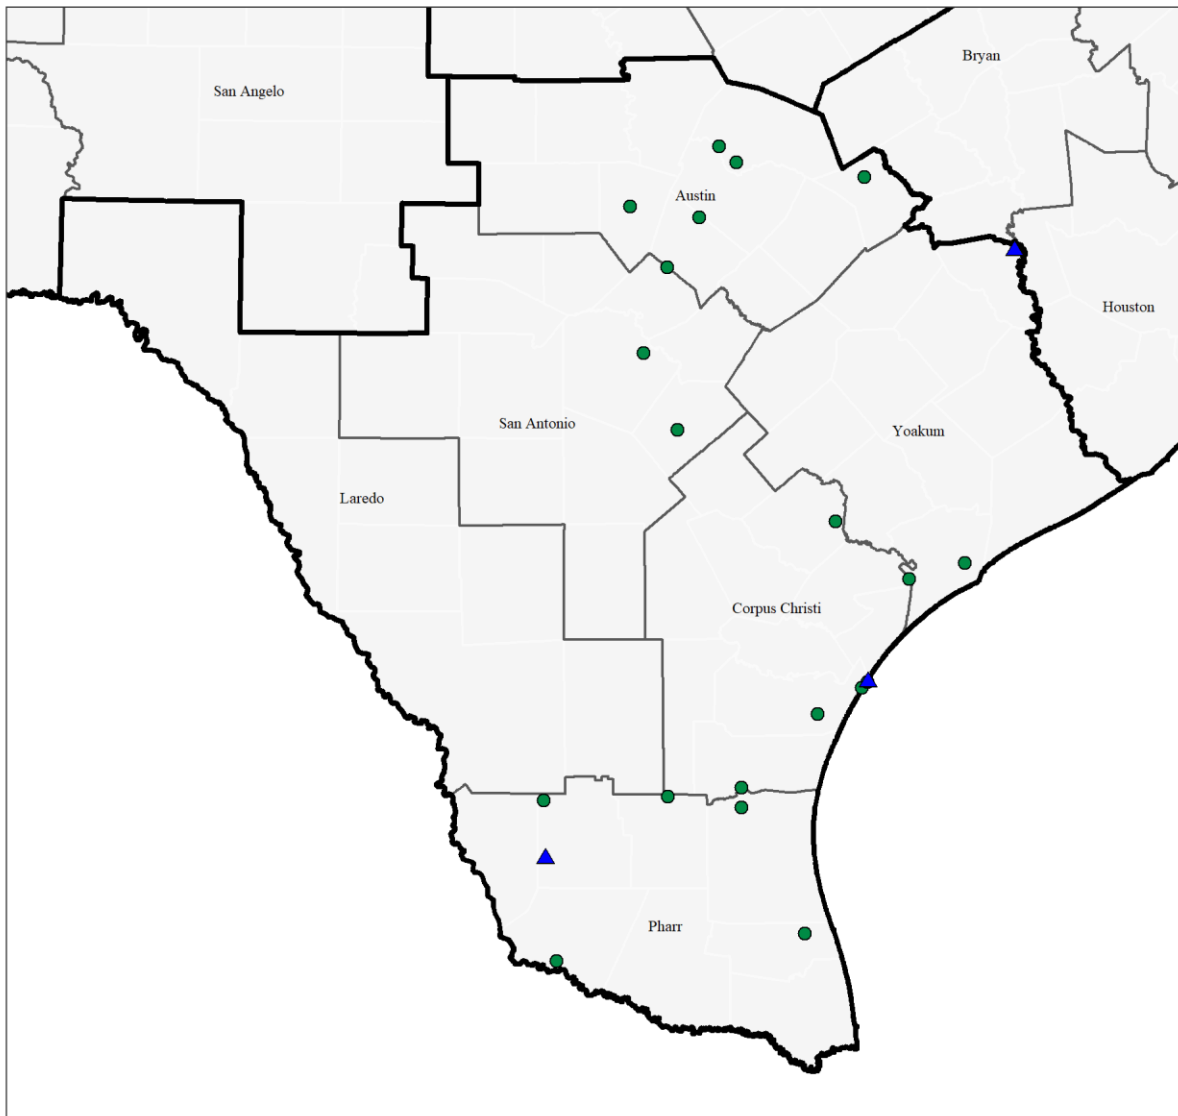 Bryan
San Angelo
Austin
Houston
San Antonio
Yoakum
Laredo
Corpus Christi
Pharr